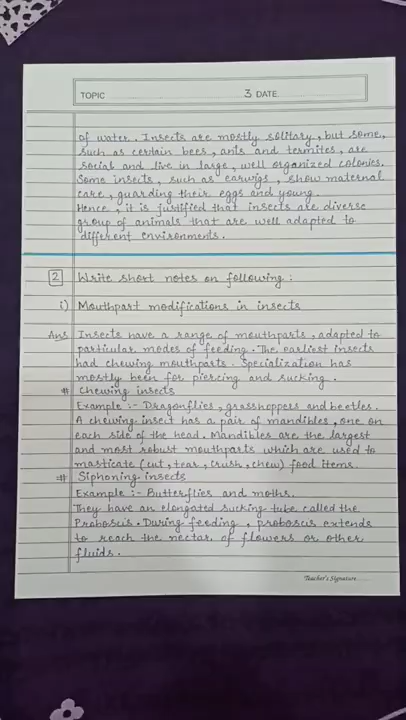 TOPIC 3 DATE
of water. Insects are mostly solitary, but some,
such as certain bees, ants and termites, are
social and live in large, well organized colonies.
Some insects, such as earwigs, show maternal
care, guarding their eggs and young.
Hence, it is justified that insects are diverse
group of animals that are well adapted to
different environments.
2 Write short notes on following:
i) Mouthpart modifications in insects
Ans Insects have a range of mouthparts, adapted to
particular modes of feeding. The earliest insects
had chewing mouthparts. Specialization has
mostly been for piercing and sucking.
# Chewing insects
Example :- Dragonflies, grasshoppers and beetles.
A chewing insect has a pair of mandibles, one on
each side of the head. Mandibles are the largest
and most robust mouthparts which are used to
masticate (cut, tear, crush, chew) food items.
# Siphoning insects
Example :- Butterflies and moths.
They have an elongated sucking tube called the
Proboscis. During feeding, proboscis extends
to reach the nectar of flowers or other
fluids.
Teacher's Signature........